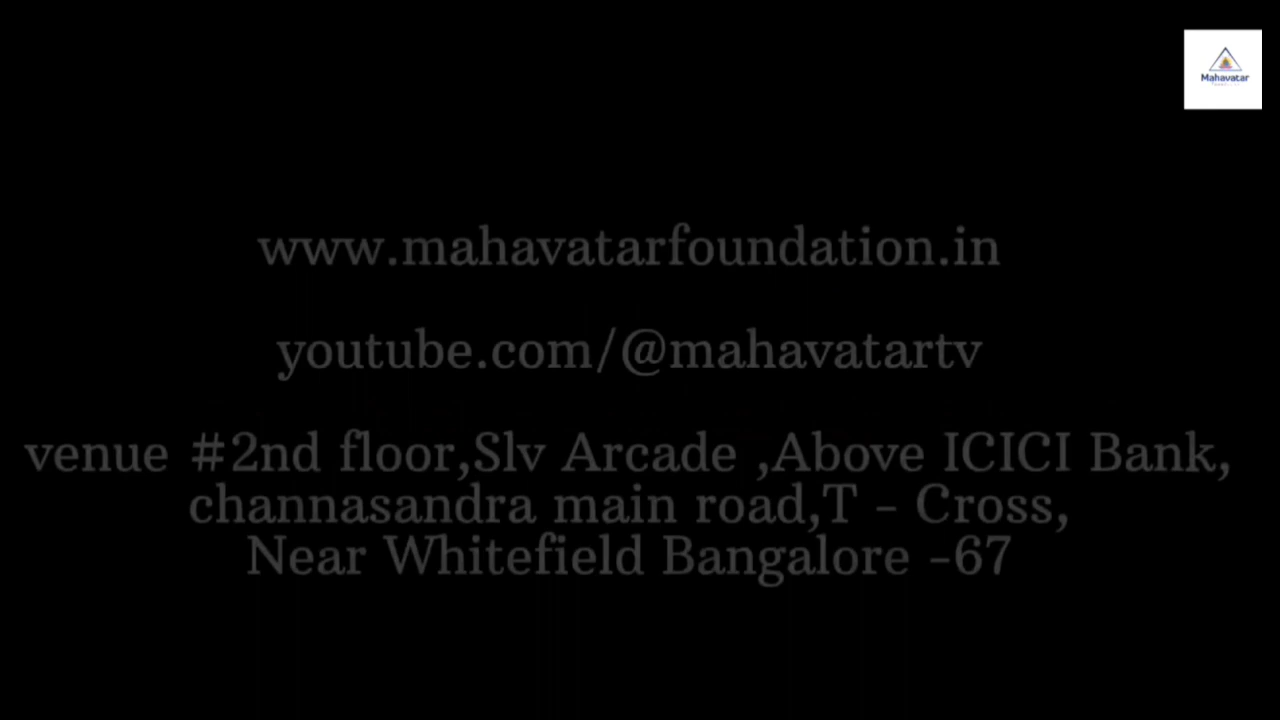 Mahavatar
www.mahavatarfoundation.in
youtube.com/@mahavatartv
venue #2nd floor,Slv Arcade ,Above ICICI Bank,
channasandra main road,T - Cross,
Near Whitefield Bangalore -67